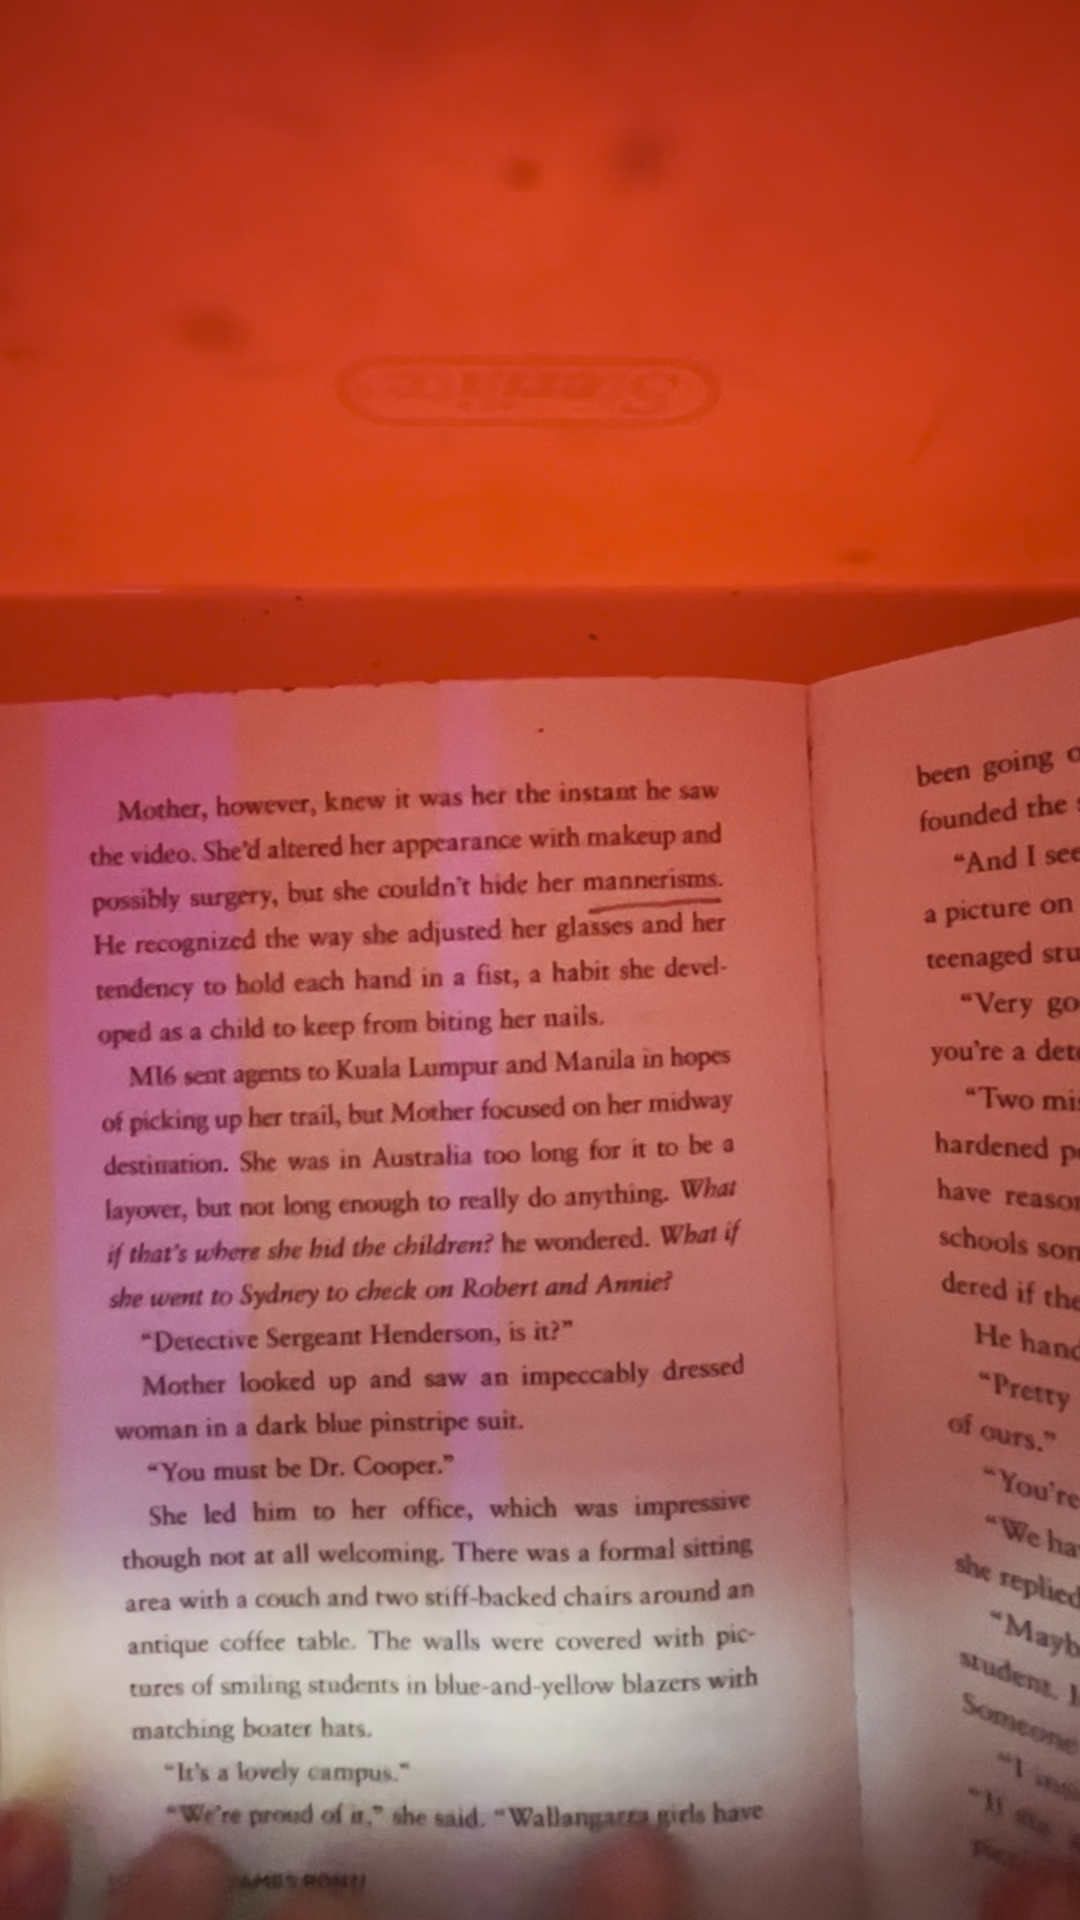 Sterilite
Mother, however, knew it was her the instant he saw
the video. She'd altered her appearance with makeup and
possibly surgery, but she couldn't hide her mannerisms.
He recognized the way she adjusted her glasses and her
tendency to hold each hand in a fist, a habit she devel-
oped as a child to keep from biting her nails.
MI6 sent agents to Kuala Lumpur and Manila in hopes
of picking up her trail, but Mother focused on her midway
destination. She was in Australia too long for it to be a
layover, but not long enough to really do anything. What
if that's where she hid the children? he wondered. What if
she went to Sydney to check on Robert and Annie?
"Detective Sergeant Henderson, is it?"
Mother looked up and saw an impeccably dressed
woman in a dark blue pinstripe suit.
"You must be Dr. Cooper."
She led him to her office, which was impressive
though not at all welcoming. There was a formal sitting
area with a couch and two stiff-backed chairs around an
antique coffee table. The walls were covered with pic-
tures of smiling students in blue-and-yellow blazers with
matching boater hats.
"It's a lovely campus."
"We're proud of it," she said. "Wallangarra girls have
been going
founded the
"And I see
a picture on
teenaged
"Very
you're a
"Two
hardened
have
schools
dered if the
He
"Pretty
of ours."
"You're
"We
she replied
student.
Someone
"I
"If